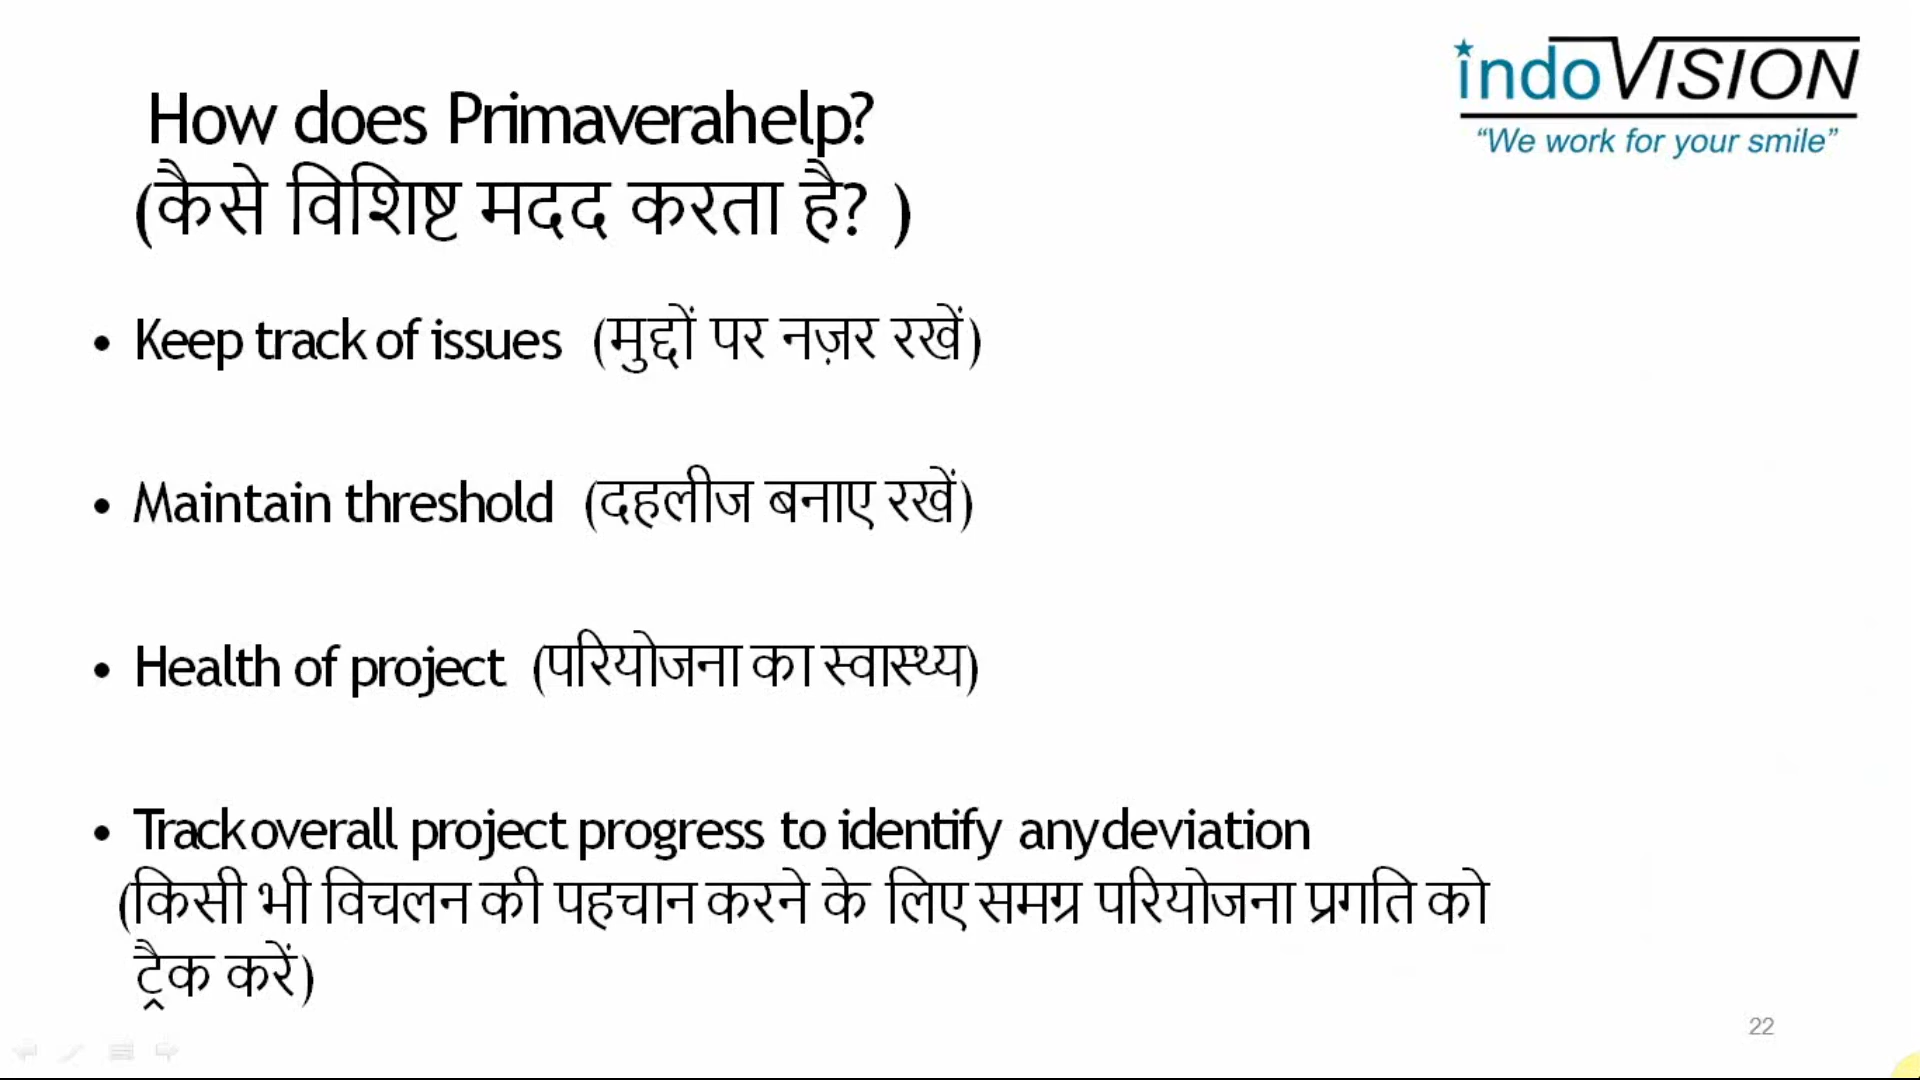 indoVISION
“We work for your smile”
How does Primaverahelp?
(कैसे विशिष्ट मदद करता है? )
• Keep track of issues (मुद्दों पर नज़र रखें)
• Maintain threshold (दहलीज बनाए रखें)
• Health of project (परियोजना का स्वास्थ्य)
• Track overall project progress to identify any deviation
(किसी भी विचलन की पहचान करने के लिए समग्र परियोजना प्रगति को
ट्रैक करें)
22